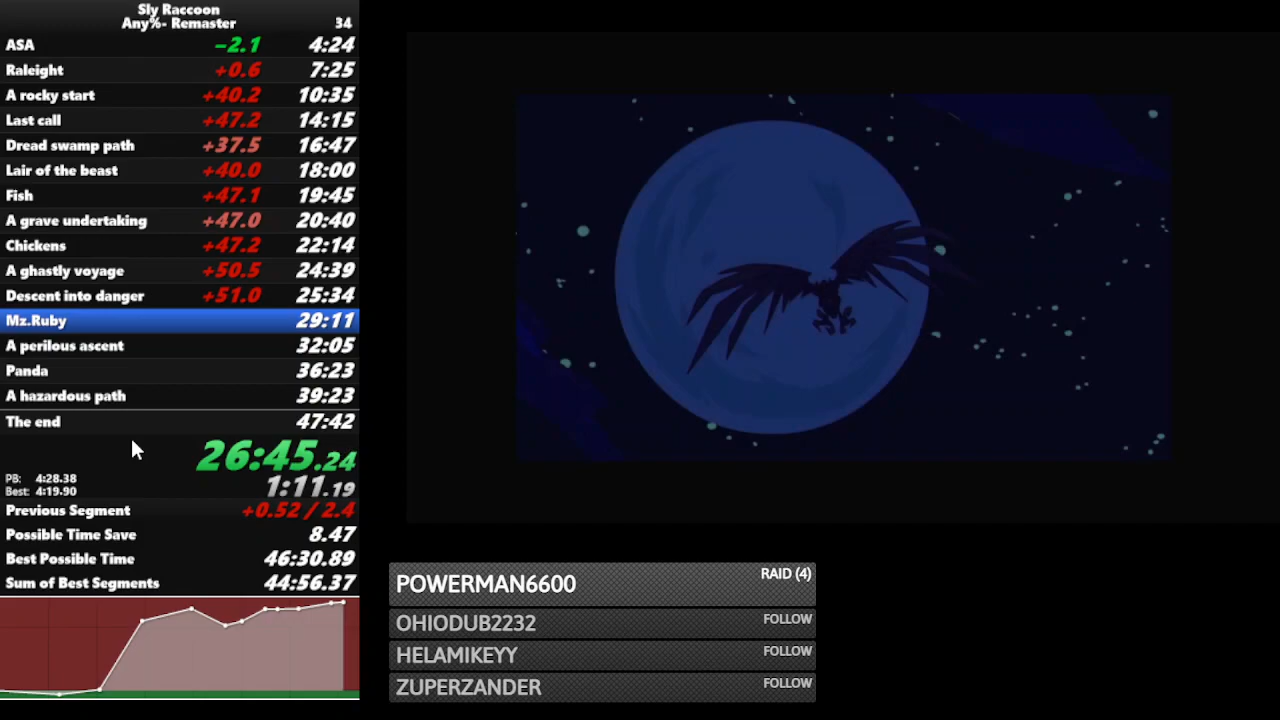 Sly Raccoon
Any%- Remaster 34
ASA −2.1 4:24
Raleight +0.6 7:25
A rocky start +40.2 10:35
Last call +47.2 14:15
Dread swamp path +37.5 16:47
Lair of the beast +40.0 18:00
Fish +47.1 19:45
A grave undertaking +47.0 20:40
Chickens +47.2 22:14
A ghastly voyage +50.5 24:39
Descent into danger +51.0 25:34
Mz.Ruby 29:11
A perilous ascent 32:05
Panda 36:23
A hazardous path 39:23
The end 47:42
26:45.24
PB: 4:28.38
Best: 4:19.90
1:11.19
Previous Segment +0.52 / 2.4
Possible Time Save 8.47
Best Possible Time 46:30.89
Sum of Best Segments 44:56.37
POWERMAN6600 RAID (4)
OHIODUB2232 FOLLOW
HELAMIKEYY FOLLOW
ZUPERZANDER FOLLOW